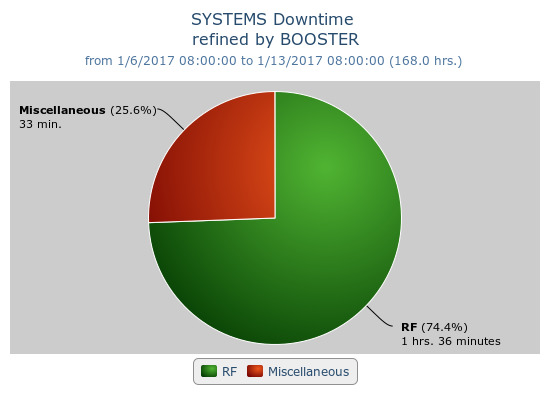 SYSTEMS Downtime
refined by BOOSTER
from 1/6/2017 08:00:00 to 1/13/2017 08:00:00 (168.0 hrs.)
Miscellaneous (25.6%)
33 min.
RF (74.4%)
1 hrs. 36 minutes
RF Miscellaneous